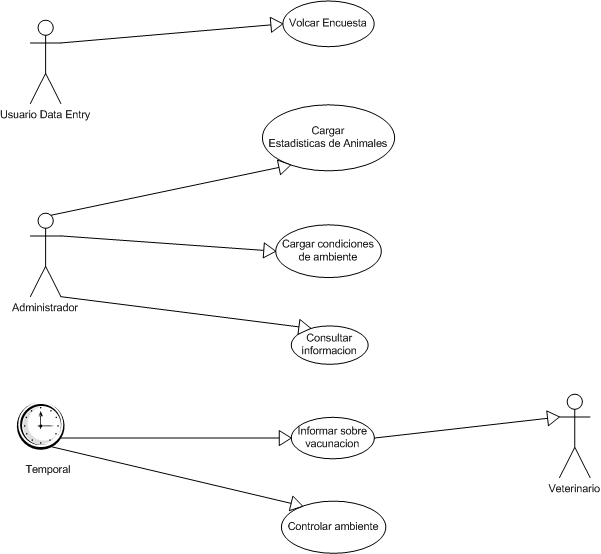 Volcar Encuesta
Usuario Data Entry
Cargar
Estadisticas de Animales
Cargar condiciones
de ambiente
Administrador
Consultar
informacion
Informar sobre
vacunacion
Temporal
Veterinario
Controlar ambiente